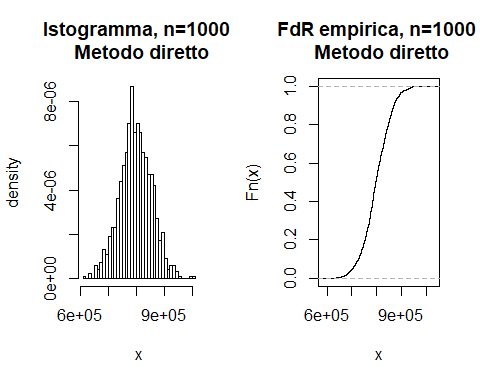 Istogramma, n=1000
Metodo diretto
density
8e-06
4e-06
0e+00
6e+05
9e+05
x
FdR empirica, n=1000
Metodo diretto
Fn(x)
1.0
0.8
0.6
0.4
0.2
0.0
6e+05
9e+05
x